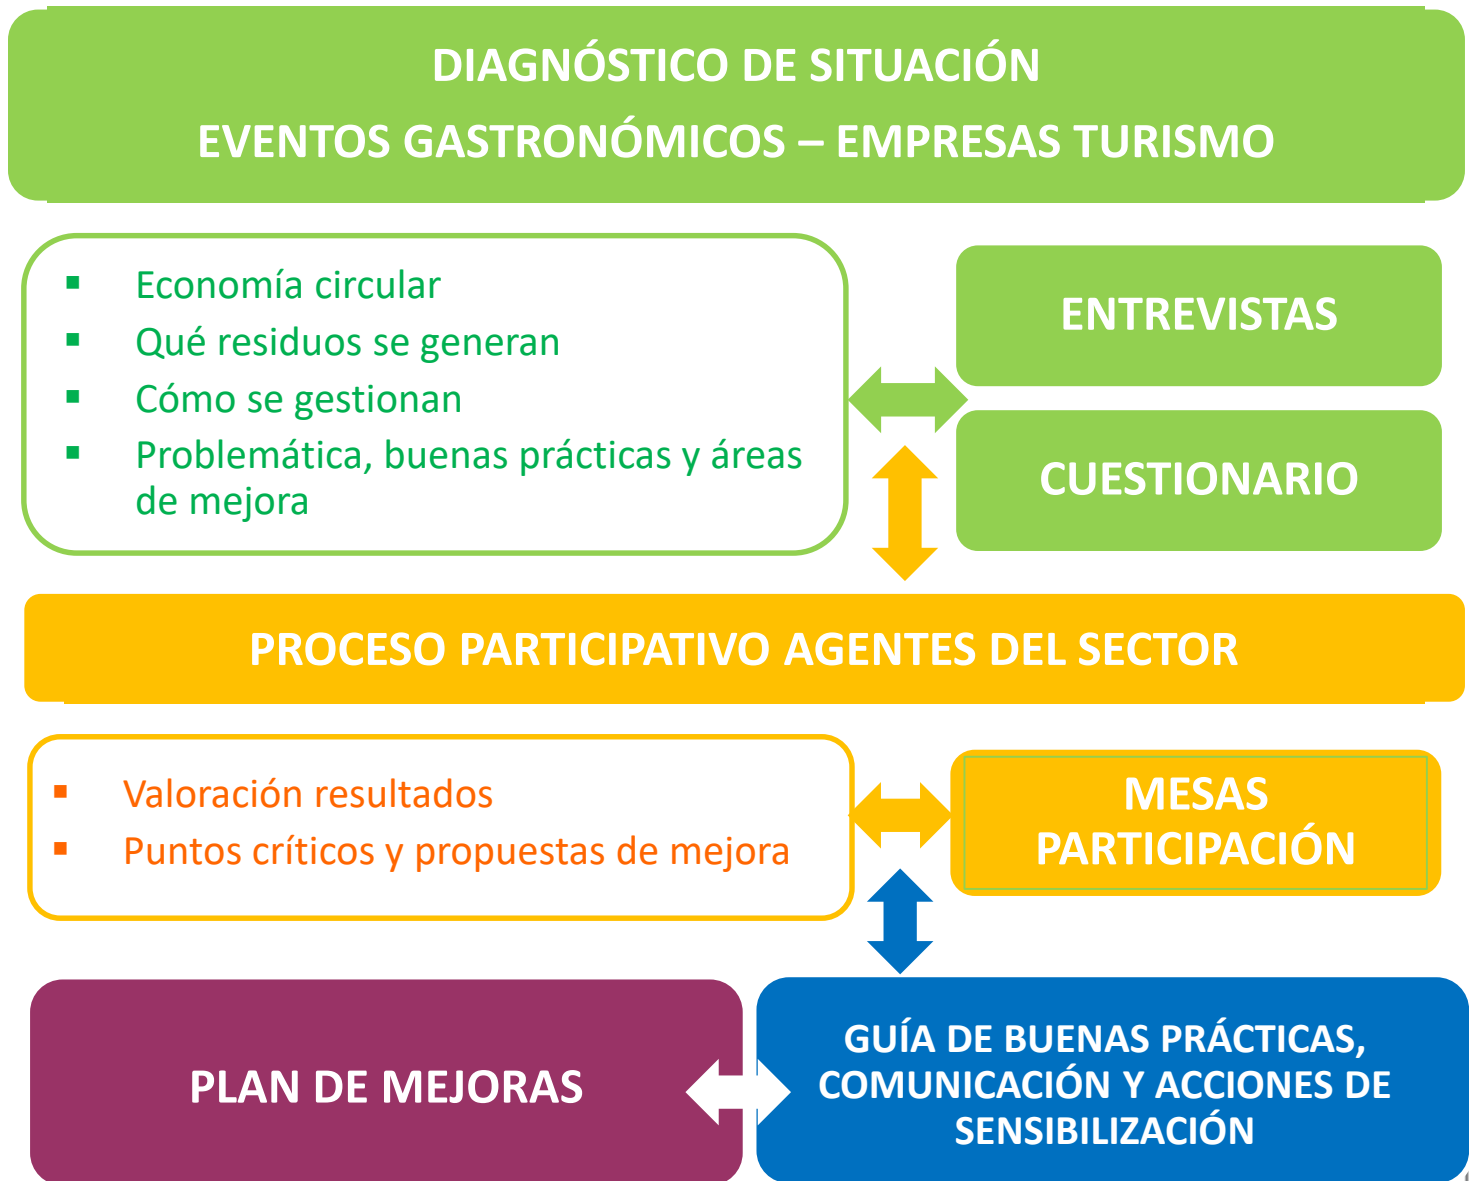 DIAGNÓSTICO DE SITUACIÓN
EVENTOS GASTRONÓMICOS – EMPRESAS TURISMO
▪ Economía circular
▪ Qué residuos se generan
▪ Cómo se gestionan
▪ Problemática, buenas prácticas y áreas
de mejora
ENTREVISTAS
CUESTIONARIO
PROCESO PARTICIPATIVO AGENTES DEL SECTOR
▪ Valoración resultados
▪ Puntos críticos y propuestas de mejora
MESAS
PARTICIPACIÓN
PLAN DE MEJORAS
GUÍA DE BUENAS PRÁCTICAS,
COMUNICACIÓN Y ACCIONES DE
SENSIBILIZACIÓN